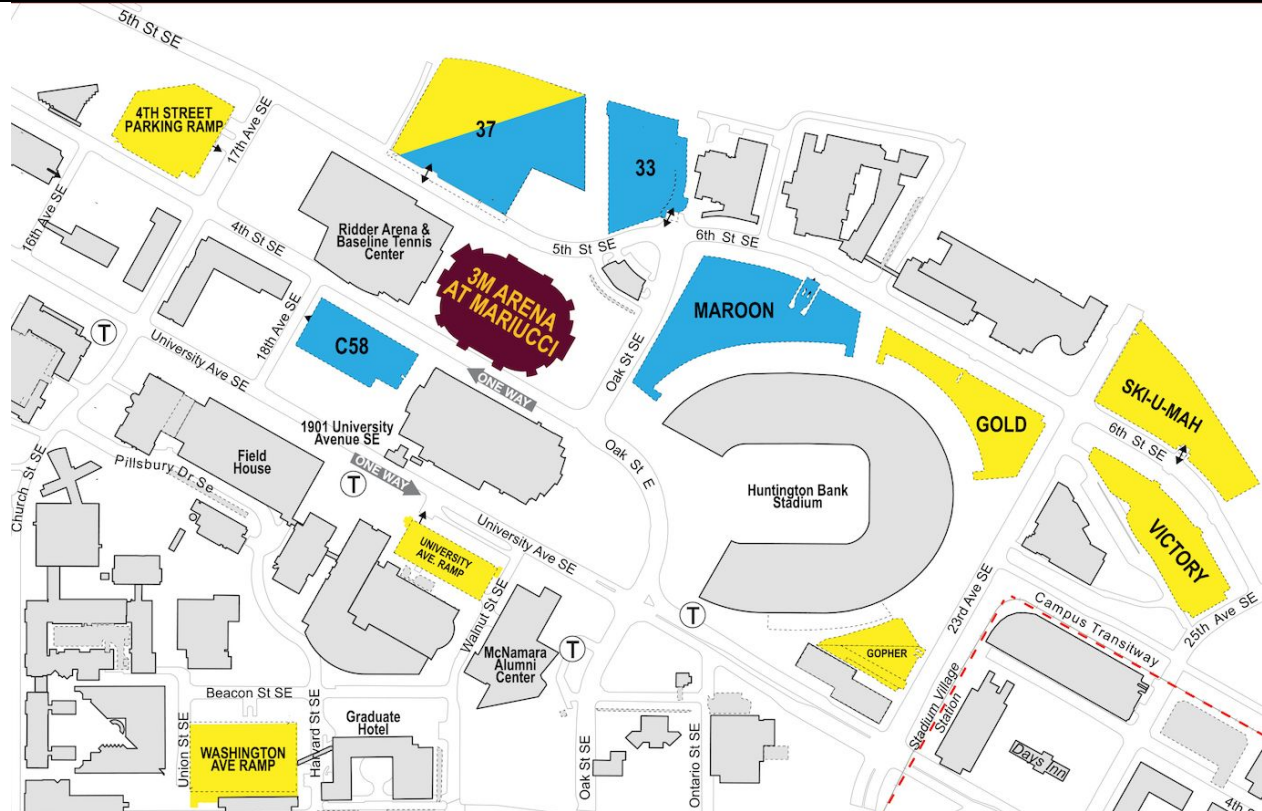 5th St SE
4TH STREET
PARKING RAMP
17th Ave SE
37
33
16th Ave SE
4th St SE
Ridder Arena &
Baseline Tennis
Center
5th St SE
6th St SE
3M ARENA
AT MARIUCCI
MAROON
18th Ave SE
C58
Oak St SE
T
University Ave SE
ONE WAY
SKI-U-MAH
GOLD
6th St SE
1901 University
Avenue SE
Field
House
ONE WAY
Oak St E
Pillsbury Dr Se
Church St SE
T
Huntington Bank
Stadium
University Ave SE
UNIVERSITY
AVE. RAMP
VICTORY
23rd Ave SE
Walnut St SE
T
Campus Transitway
25th Ave SE
McNamara
Alumni
Center
T
GOPHER
Beacon St SE
Stadium Village
Station
Union St SE
Harvard St SE
Graduate
Hotel
WASHINGTON
AVE RAMP
Oak St SE
Ontario St SE
Days Inn
4th S